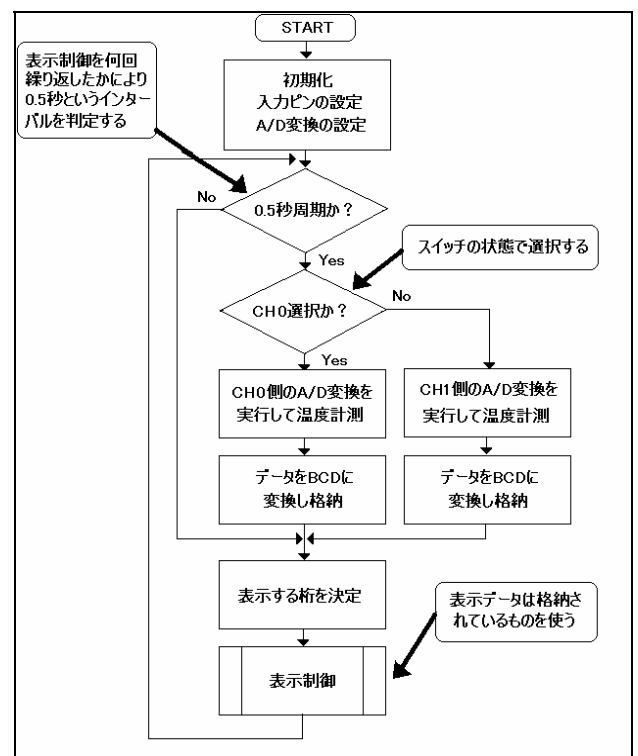 START
表示制御を何回
繰り返したかにより
0.5秒というインター
バルを判定する
初期化
入力ピンの設定
A/D変換の設定
No
0.5秒周期か？
Yes
スイッチの状態で選択する
CH0選択か？
No
Yes
CH0側のA/D変換を
実行して温度計測
CH1側のA/D変換を
実行して温度計測
データをBCDに
変換し格納
データをBCDに
変換し格納
表示する桁を決定
表示データは格納さ
れているものを使う
表示制御